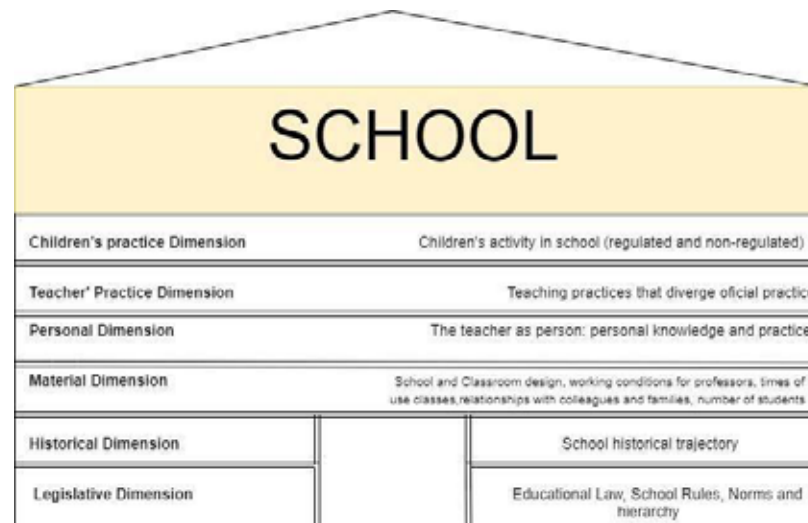 SCHOOL
Children's practice Dimension Children's activity in school (regulated and non-regulated)
Teacher' Practice Dimension Teaching practices that diverge oficial practice
Personal Dimension The teacher as person: personal knowledge and practice
Material Dimension School and Classroom design, working conditions for professors, times of
use classes,relationships with colleagues and families, number of students
Historical Dimension School historical trajectory
Legislative Dimension Educational Law, School Rules, Norms and
hierarchy